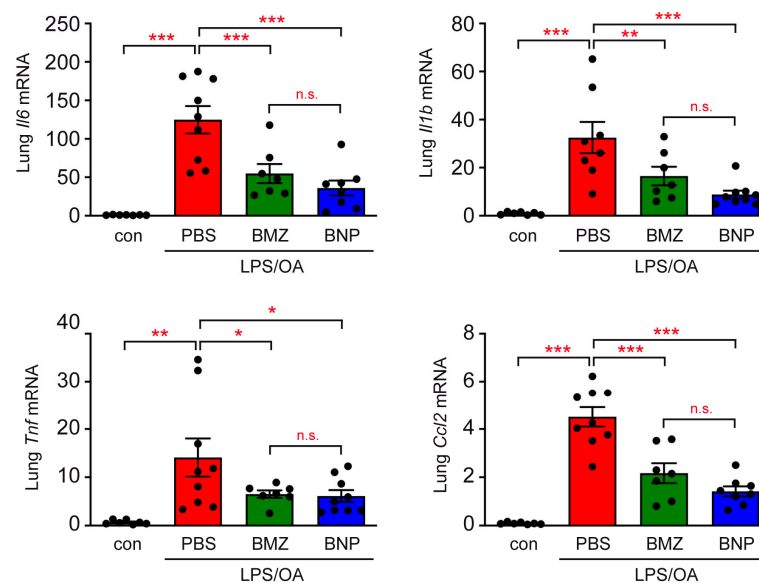 Lung Il6 mRNA
250
200
150
100
50
0
*** *** ***
n.s.
con PBS BMZ BNP
LPS/OA
Lung Il1b mRNA
80
60
40
20
0
*** ** ***
n.s.
con PBS BMZ BNP
LPS/OA
Lung Tnf mRNA
40
30
20
10
0
** * *
n.s.
con PBS BMZ BNP
LPS/OA
Lung Ccl2 mRNA
8
6
4
2
0
*** *** ***
n.s.
con PBS BMZ BNP
LPS/OA